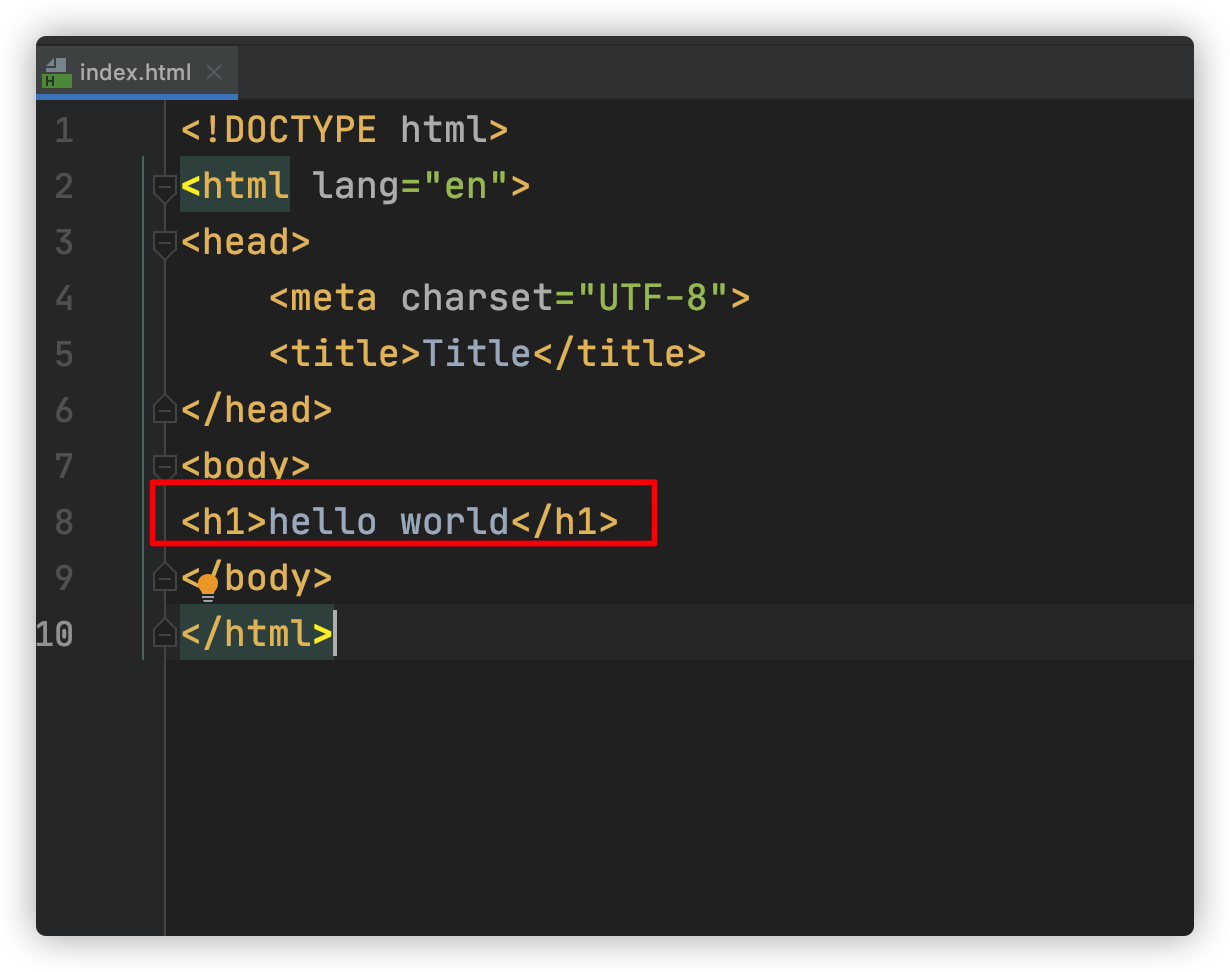 index.html
1 <!DOCTYPE html>
2 <html lang="en">
3 <head>
4     <meta charset="UTF-8">
5     <title>Title</title>
6 </head>
7 <body>
8 <h1>hello world</h1>
9 </body>
10 </html>